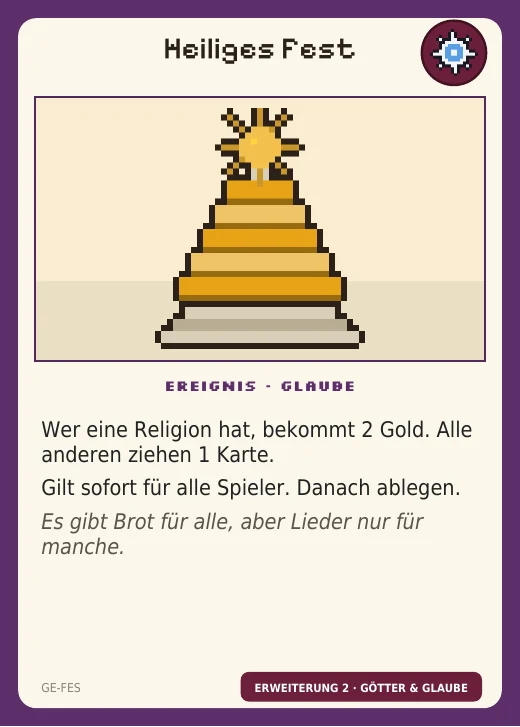 Heiliges Fest
EREIGNIS · GLAUBE
Wer eine Religion hat, bekommt 2 Gold. Alle
anderen ziehen 1 Karte.
Gilt sofort für alle Spieler. Danach ablegen.
Es gibt Brot für alle, aber Lieder nur für
manche.
GE-FES
ERWEITERUNG 2 · GÖTTER & GLAUBE